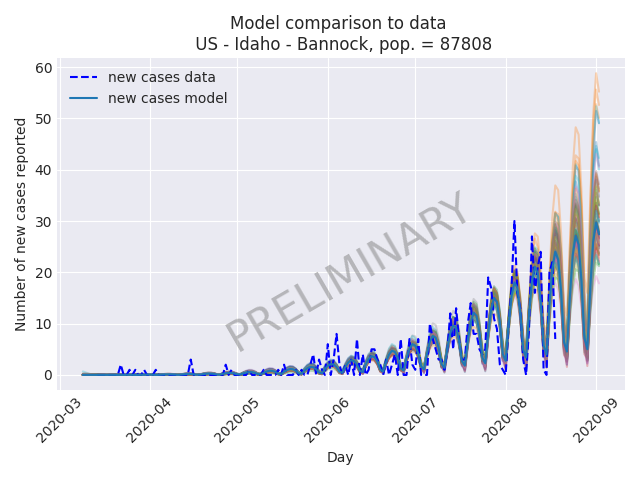 Model comparison to data
US - Idaho - Bannock, pop. = 87808
new cases data
new cases model
PRELIMINARY
Number of new cases reported
60
50
40
30
20
10
0
2020-03
2020-04
2020-05
2020-06
2020-07
2020-08
2020-09
Day